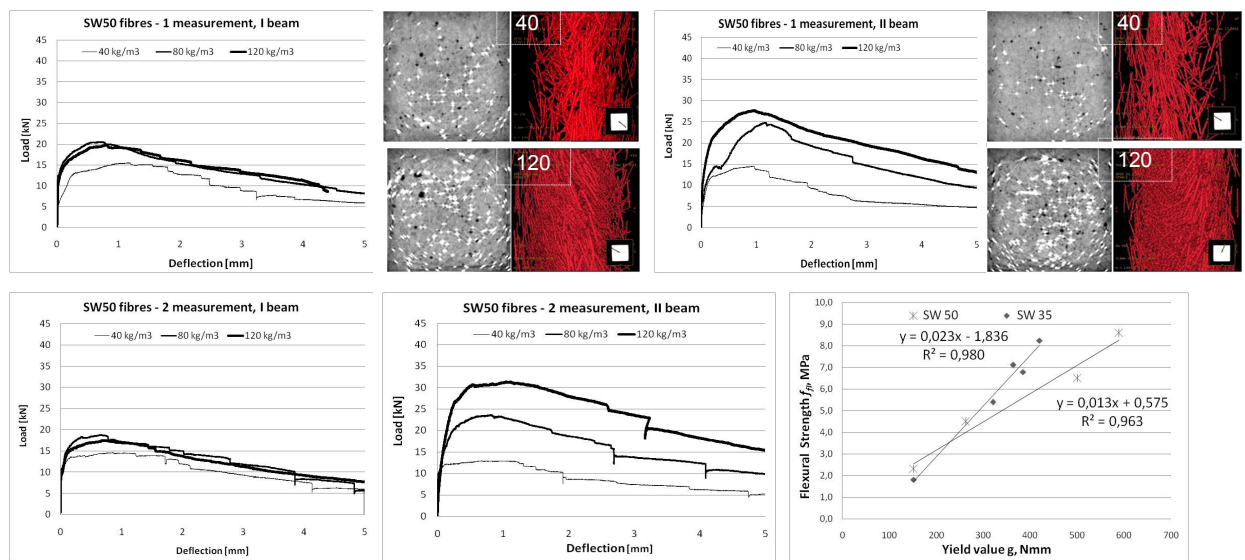 SW50 fibres - 1 measurement, I beam
40 kg/m3 80 kg/m3 120 kg/m3
Load [kN]
45
40
35
30
25
20
15
10
5
0
0 1 2 3 4 5
Deflection [mm]
40
120
SW50 fibres - 1 measurement, II beam
40 kg/m3 80 kg/m3 120 kg/m3
Load [kN]
45
40
35
30
25
20
15
10
5
0
0 1 2 3 4 5
Deflection [mm]
40
120
SW50 fibres - 2 measurement, I beam
40 kg/m3 80 kg/m3 120 kg/m3
Load [kN]
45
40
35
30
25
20
15
10
5
0
0 1 2 3 4 5
Deflection [mm]
SW50 fibres - 2 measurement, II beam
40 kg/m3 80 kg/m3 120 kg/m3
Load [kN]
45
40
35
30
25
20
15
10
5
0
0 1 2 3 4 5
Deflection [mm]
Flexural Strength ffl, MPa
10,0
9,0
8,0
7,0
6,0
5,0
4,0
3,0
2,0
1,0
0,0
SW 50 SW 35
y = 0,023x - 1,836
R² = 0,980
y = 0,013x + 0,575
R² = 0,963
0 100 200 300 400 500 600 700
Yield value g, Nmm